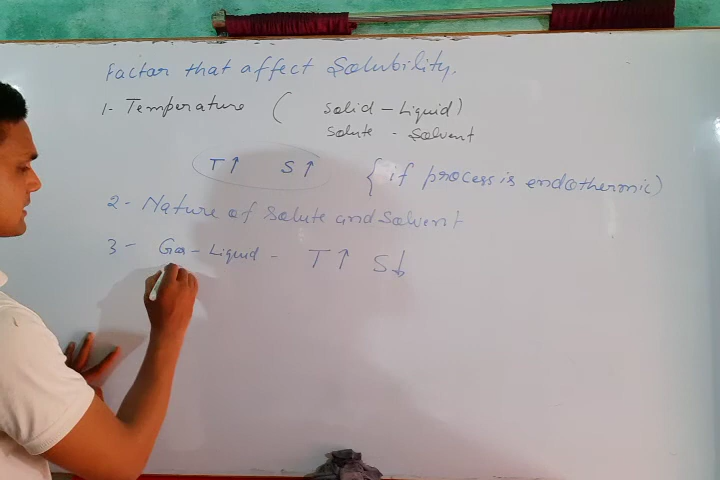 Factor that affect Solubility.
1- Temperature ( Solid - Liquid)
Solute - Solvent
T↑ S↑ { if process is endothermic)
2- Nature of Solute and Solvent
3- Gas - Liquid - T↑ S↓